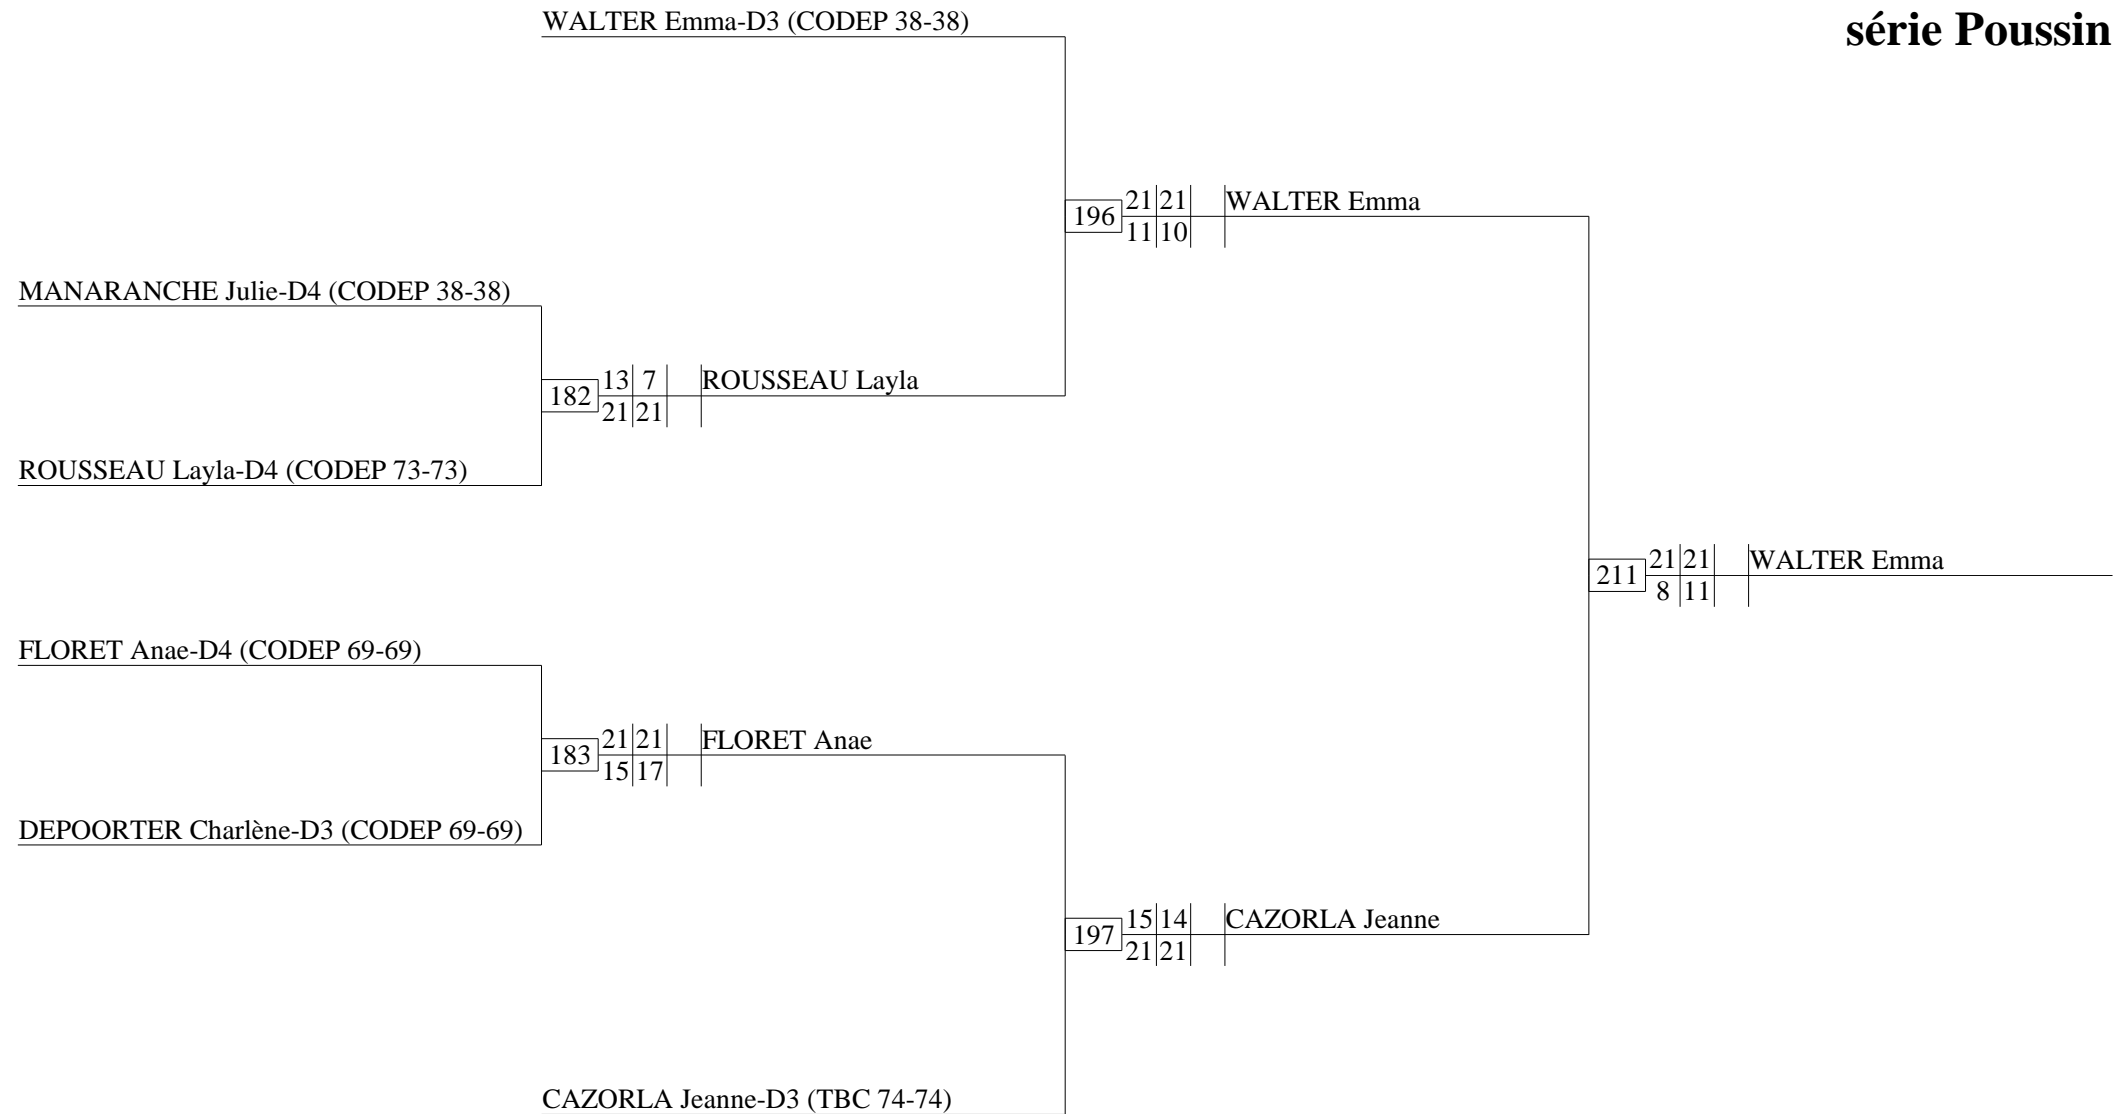 WALTER Emma-D3 (CODEP 38-38)
série Poussin
21 21 WALTER Emma
196
11 10
MANARANCHE Julie-D4 (CODEP 38-38)
13 7 ROUSSEAU Layla
182
21 21
ROUSSEAU Layla-D4 (CODEP 73-73)
21 21 WALTER Emma
211
8 11
FLORET Anae-D4 (CODEP 69-69)
21 21 FLORET Anae
183
15 17
DEPOORTER Charlène-D3 (CODEP 69-69)
15 14 CAZORLA Jeanne
197
21 21
CAZORLA Jeanne-D3 (TBC 74-74)